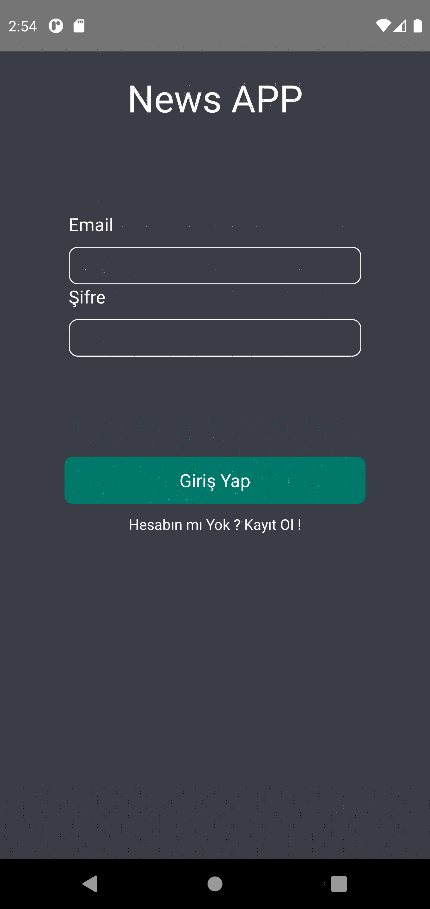 2:54
News APP
Email
Şifre
Giriş Yap
Hesabın mı Yok ? Kayıt Ol !